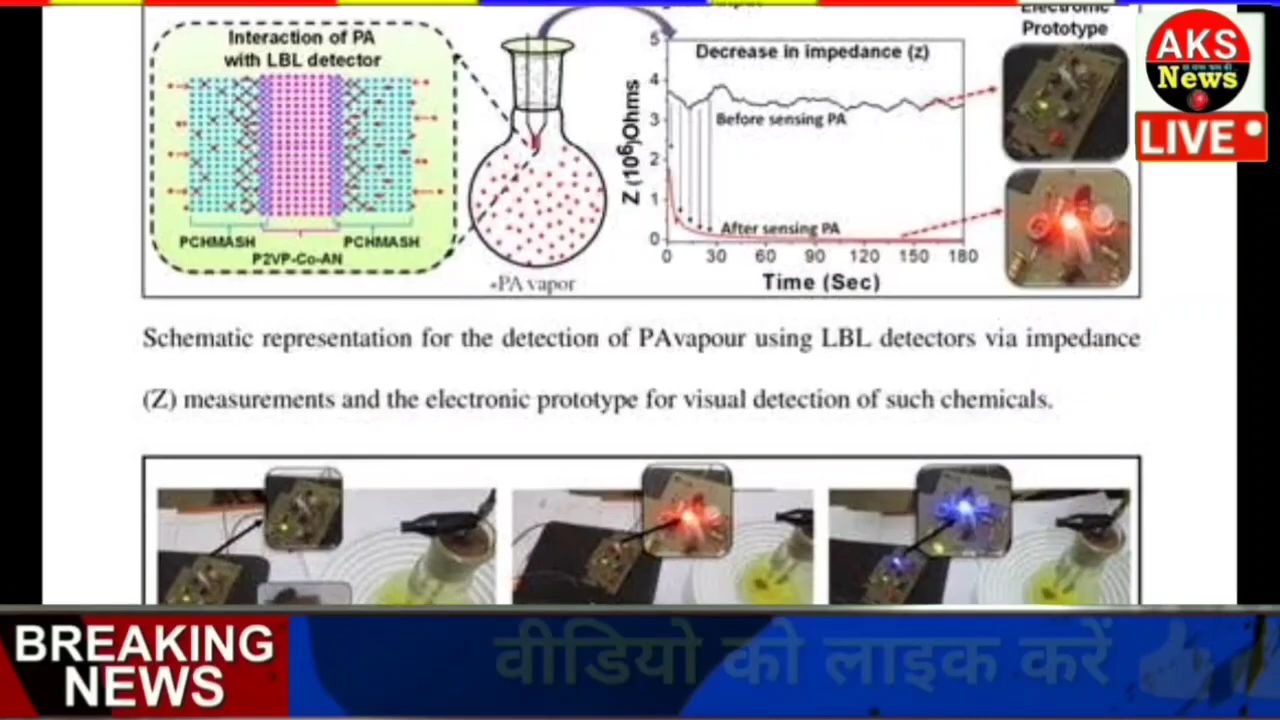 Electronic
Prototype
Interaction of PA
with LBL detector
PCHMASH
PCHMASH
P2VP-Co-AN
PA vapor
Decrease in impedance (z)
Z (10⁶)Ohms
5
4
3
2
1
0
Before sensing PA
After sensing PA
0 30 60 90 120 150 180
Time (Sec)
AKS
News
LIVE
Schematic representation for the detection of PAvapour using LBL detectors via impedance
(Z) measurements and the electronic prototype for visual detection of such chemicals.
BREAKING
NEWS
वीडियो को लाइक करें